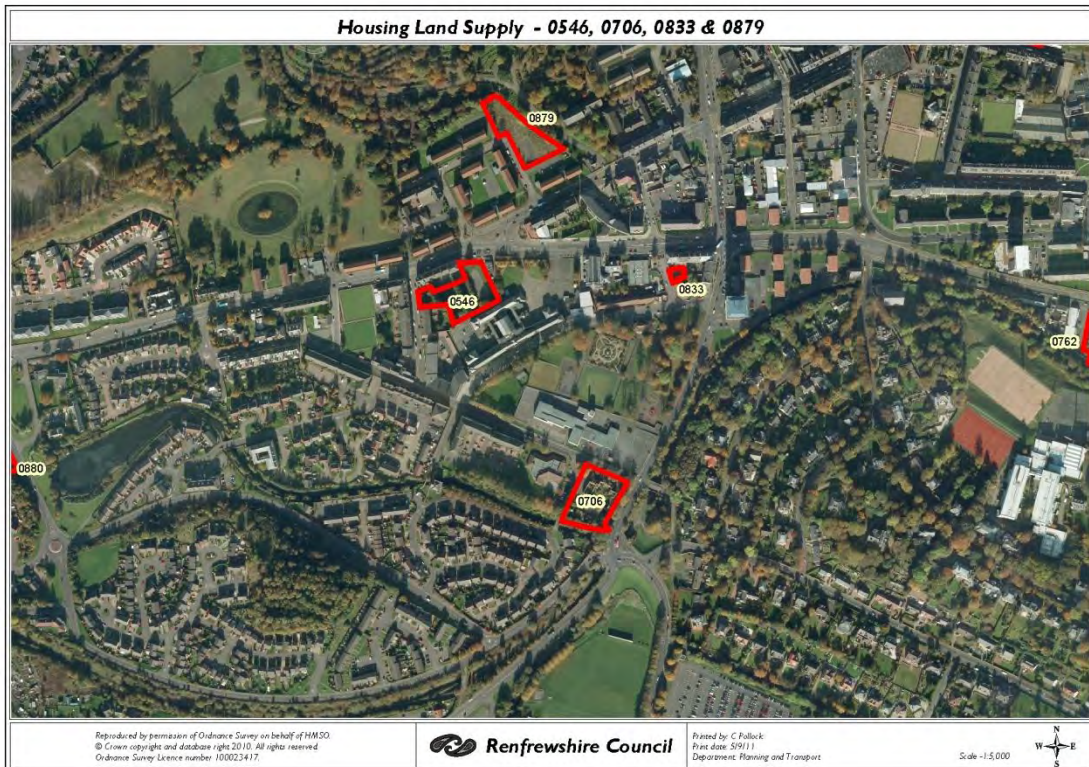 Housing Land Supply - 0546, 0706, 0833 & 0879
0879
0546
0833
0762
0880
0706
Reproduced by permission of Ordnance Survey on behalf of HMSO.
© Crown copyright and database right 2010. All rights reserved
Ordnance Survey Licence number 100023417.
Renfrewshire Council
Printed by: C Pollock
Print date: 5/9/11
Department: Planning and Transport
Scale -1:5,000
N
W E
S